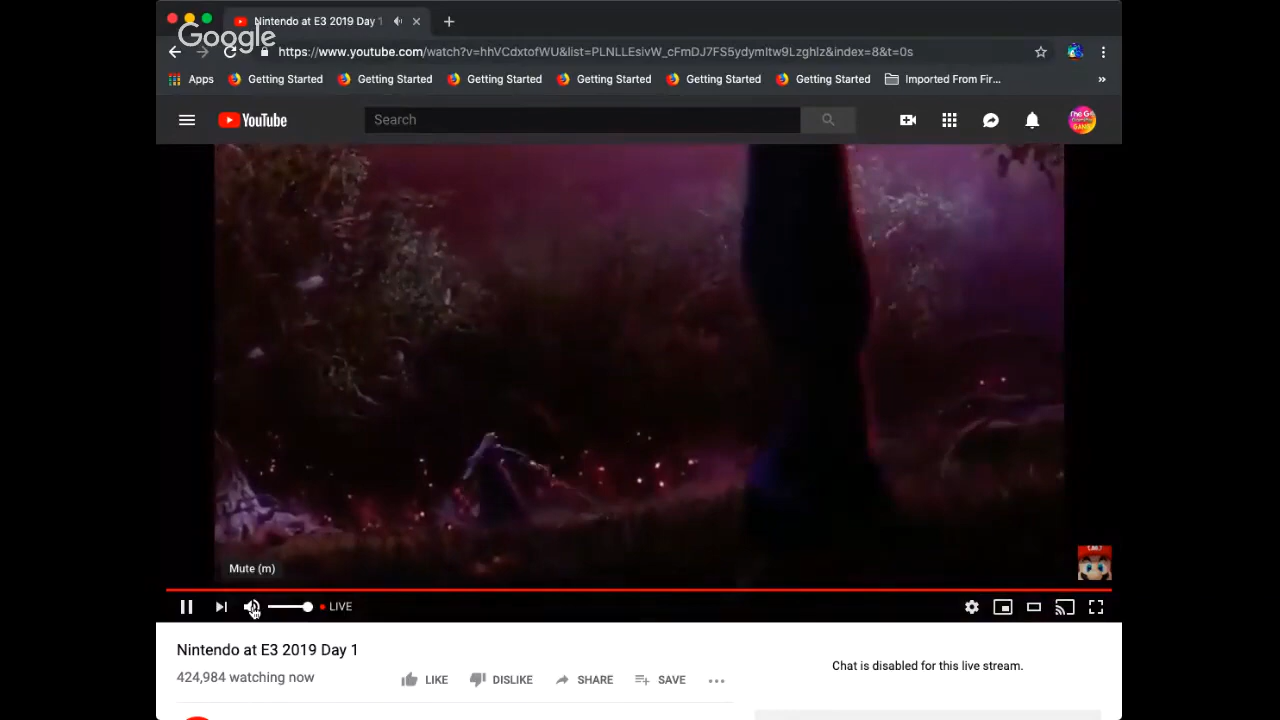 Nintendo at E3 2019 Day 1
Google
https://www.youtube.com/watch?v=hhVCdxtofWU&list=PLNLLEsivW_cFmDJ7FS5ydymItw9Lzghlz&index=8&t=0s
Apps Getting Started Getting Started Getting Started Getting Started Getting Started Getting Started Imported From Fir... »
YouTube Search
Mute (m)
LIVE
Nintendo at E3 2019 Day 1
424,984 watching now
LIKE DISLIKE SHARE SAVE
Chat is disabled for this live stream.